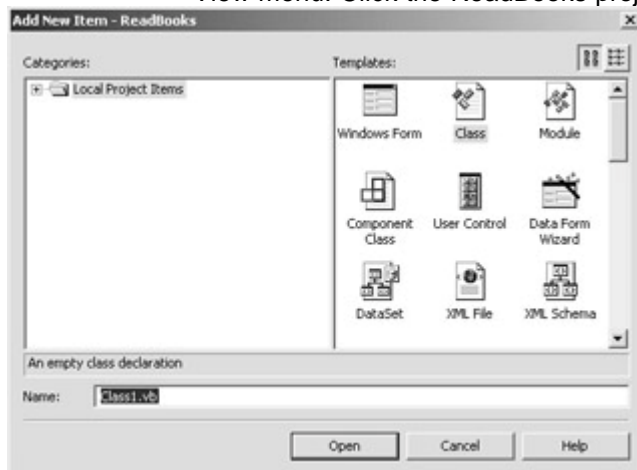 View menu. Click the ReadBooks proj
Add New Item - ReadBooks
Categories:
Templates:
Local Project Items
Windows Form
Class
Module
Component Class
User Control
Data Form Wizard
DataSet
XML File
XML Schema
An empty class declaration
Name:
Class1.vb
Open
Cancel
Help